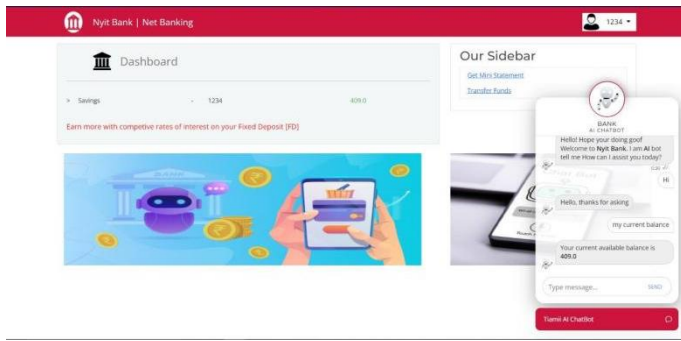 Nyit Bank | Net Banking
1234
Dashboard
> Savings - 1234 409.0
Earn more with competive rates of interest on your Fixed Deposit [FD]
Our Sidebar
Get Mini Statement
Transfer Funds
BANK
AI CHATBOT
Hello! Hope your doing goof
Welcome to Nyit Bank. I am AI bot
tell me How can I assist you today?
Hi
Hello, thanks for asking
my current balance
Your current available balance is
409.0
Type message...
SEND
Tiamii AI ChatBot